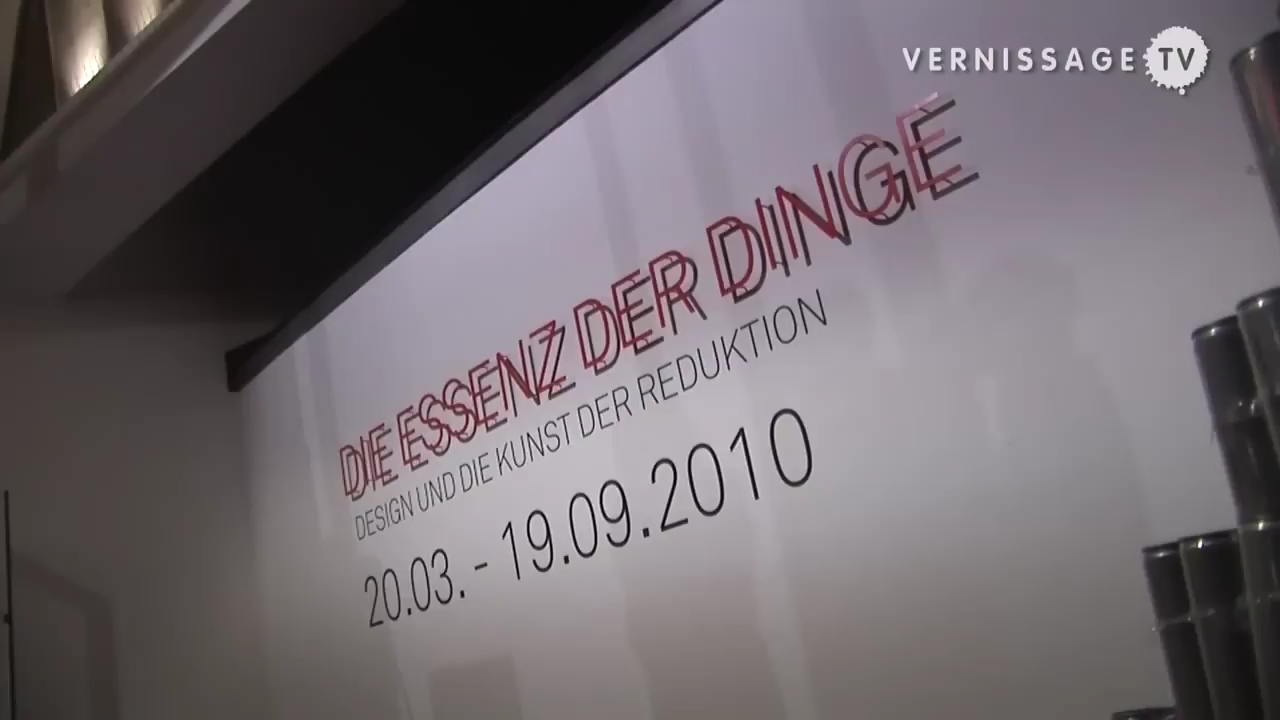 VERNISSAGE TV
DIE ESSENZ DER DINGE
DESIGN UND DIE KUNST DER REDUKTION
20.03. - 19.09.2010